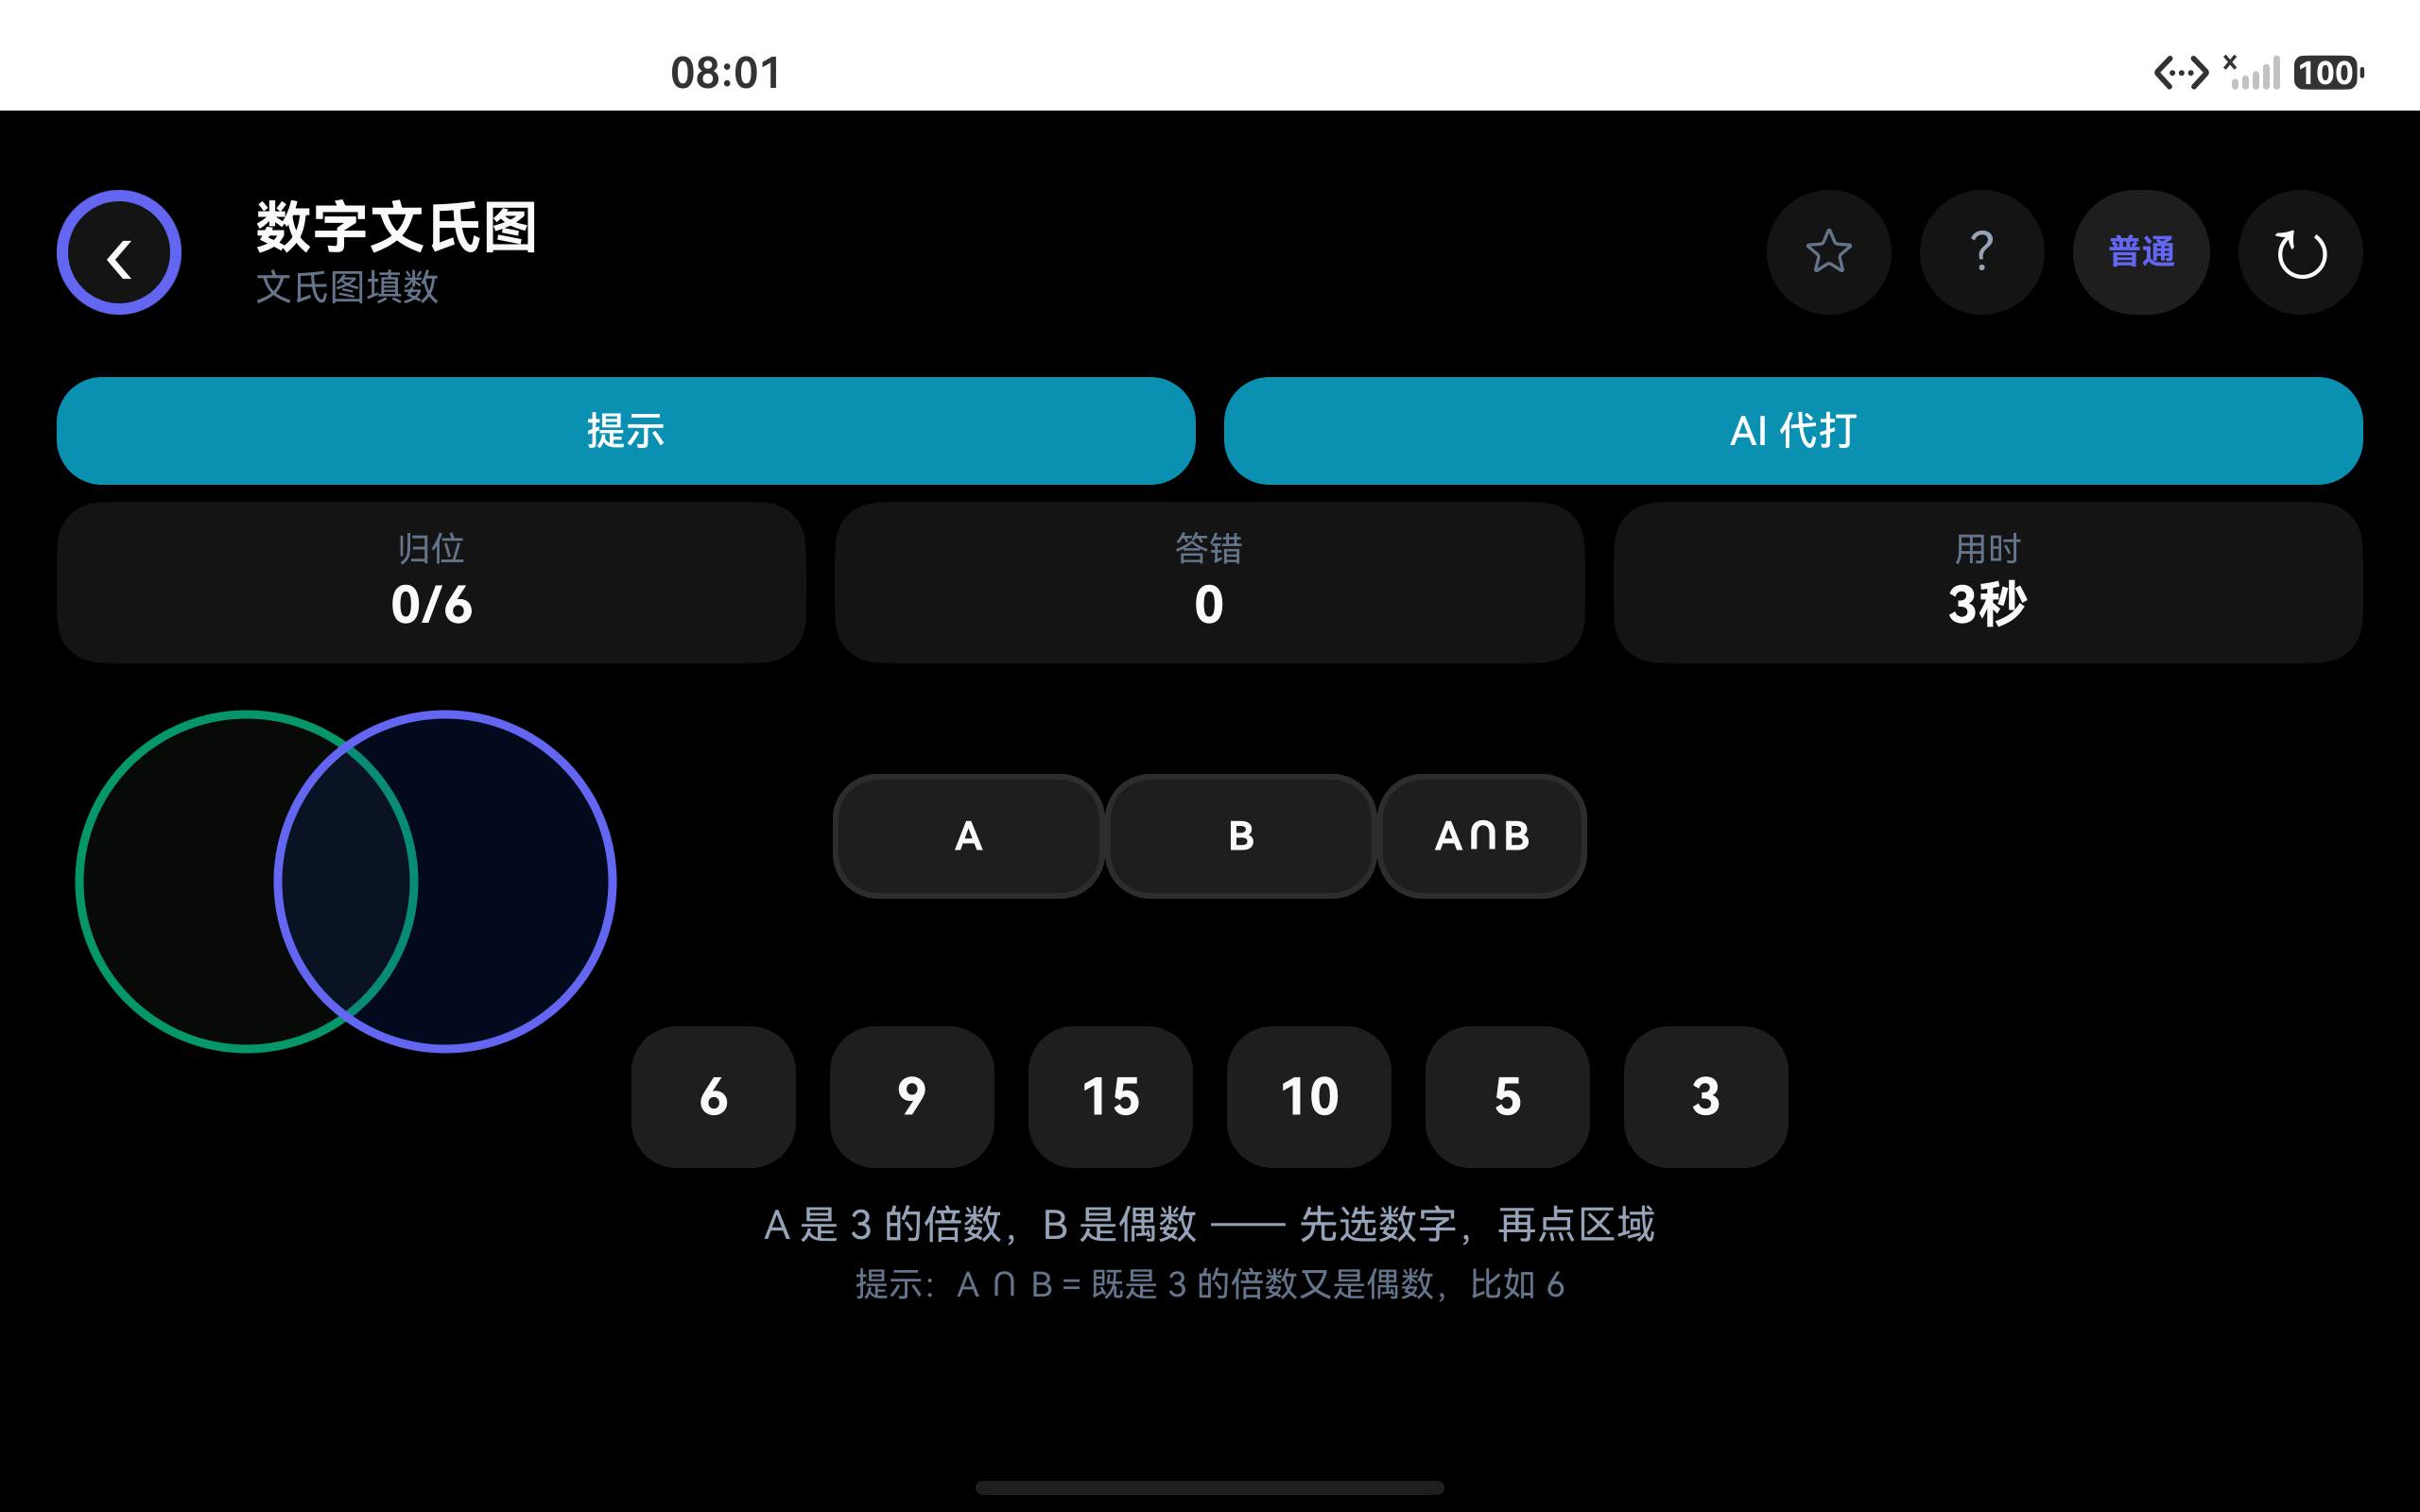 08:01
100
数字文氏图
文氏图填数
?
普通
提示
AI 代打
归位
0/6
答错
0
用时
3秒
A
B
A∩B
6
9
15
10
5
3
A 是 3 的倍数，B 是偶数 —— 先选数字，再点区域
提示：A ∩ B = 既是 3 的倍数又是偶数，比如 6